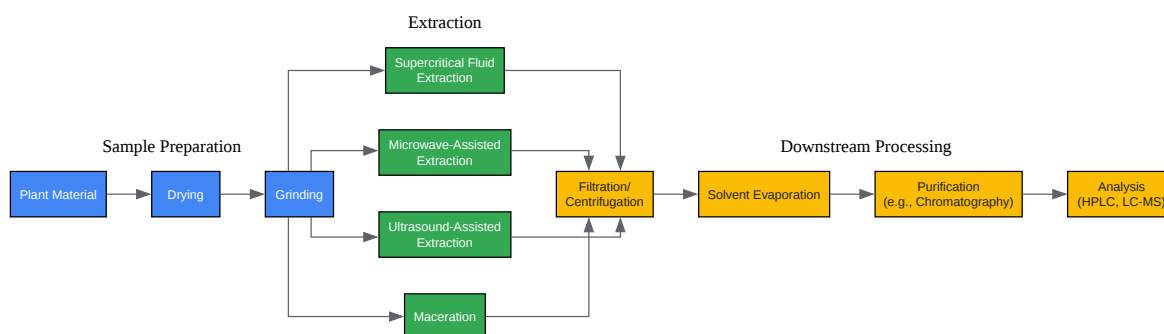 Extraction
Supercritical Fluid
Extraction
Sample Preparation
Microwave-Assisted
Extraction
Downstream Processing
Plant Material
Drying
Grinding
Filtration/
Centrifugation
Solvent Evaporation
Purification
(e.g., Chromatography)
Analysis
(HPLC, LC-MS)
Ultrasound-Assisted
Extraction
Maceration